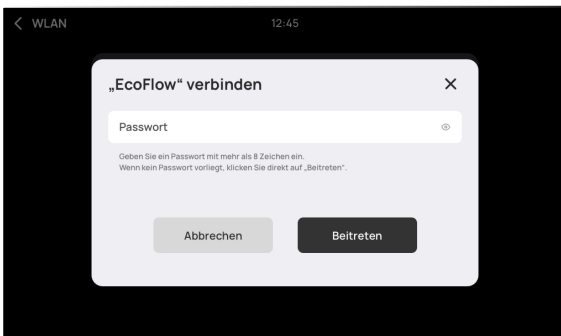 WLAN 12:45
„EcoFlow“ verbinden
Passwort
Geben Sie ein Passwort mit mehr als 8 Zeichen ein.
Wenn kein Passwort vorliegt, klicken Sie direkt auf „Beitreten“.
Abbrechen Beitreten